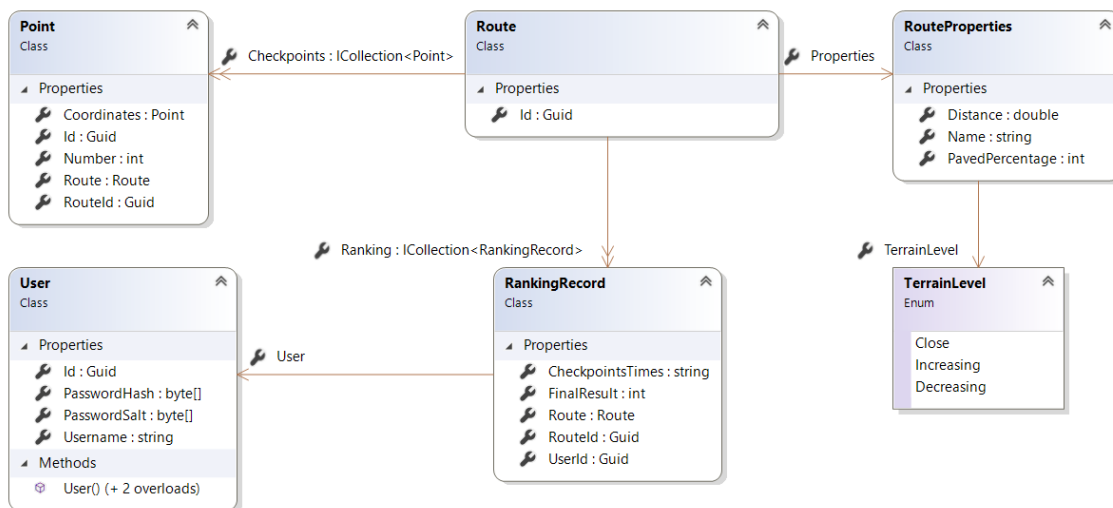 Point
Class
Properties
Coordinates : Point
Id : Guid
Number : int
Route : Route
RouteId : Guid
Checkpoints : ICollection<Point>
Route
Class
Properties
Id : Guid
Properties
RouteProperties
Class
Properties
Distance : double
Name : string
PavedPercentage : int
Ranking : ICollection<RankingRecord>
TerrainLevel
User
Class
Properties
Id : Guid
PasswordHash : byte[]
PasswordSalt : byte[]
Username : string
Methods
User() (+ 2 overloads)
User
RankingRecord
Class
Properties
CheckpointsTimes : string
FinalResult : int
Route : Route
RouteId : Guid
UserId : Guid
TerrainLevel
Enum
Close
Increasing
Decreasing